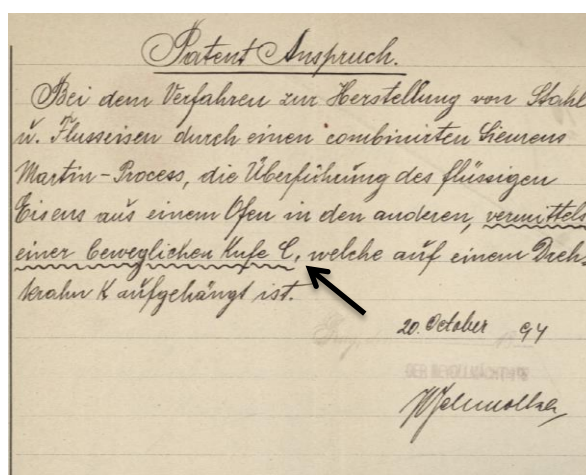 Patent Anspruch.
Bei dem Verfahren zur Herstellung von Stahl
u. Flusseisen durch einen combinirten Siemens
Martin-Process, die Überführung des flüssigen
Eisens aus einem Ofen in den anderen, vermittels
einer beweglichen Kufe C, welche auf einem Dreh-
krahn K aufgehängt ist.
20. October 94
DER BEVOLLMÄCHTIGTE